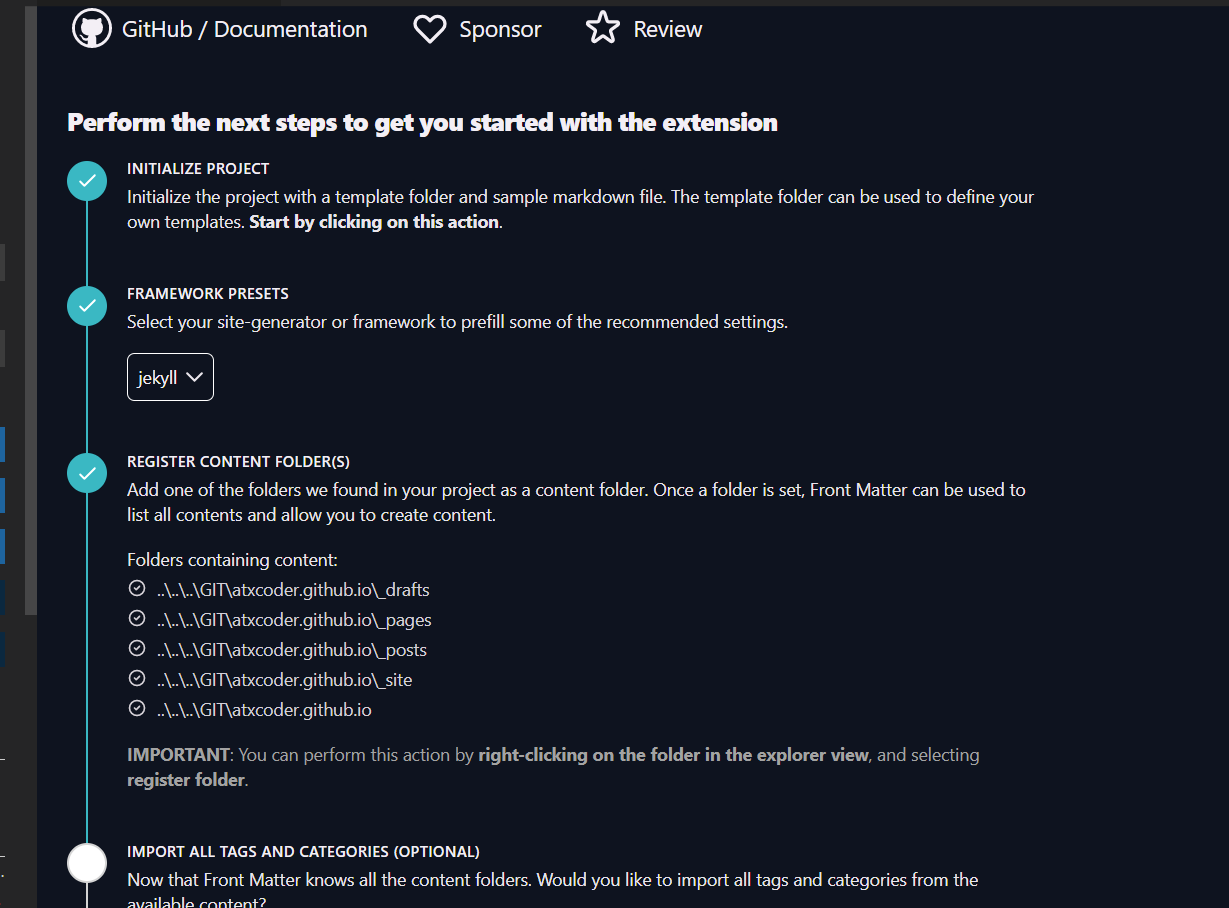 GitHub / Documentation Sponsor Review
Perform the next steps to get you started with the extension
INITIALIZE PROJECT
Initialize the project with a template folder and sample markdown file. The template folder can be used to define your
own templates. Start by clicking on this action.
FRAMEWORK PRESETS
Select your site-generator or framework to prefill some of the recommended settings.
jekyll
REGISTER CONTENT FOLDER(S)
Add one of the folders we found in your project as a content folder. Once a folder is set, Front Matter can be used to
list all contents and allow you to create content.
Folders containing content:
..\..\..\GIT\atxcoder.github.io\_drafts
..\..\..\GIT\atxcoder.github.io\_pages
..\..\..\GIT\atxcoder.github.io\_posts
..\..\..\GIT\atxcoder.github.io\_site
..\..\..\GIT\atxcoder.github.io
IMPORTANT: You can perform this action by right-clicking on the folder in the explorer view, and selecting
register folder.
IMPORT ALL TAGS AND CATEGORIES (OPTIONAL)
Now that Front Matter knows all the content folders. Would you like to import all tags and categories from the
available content?